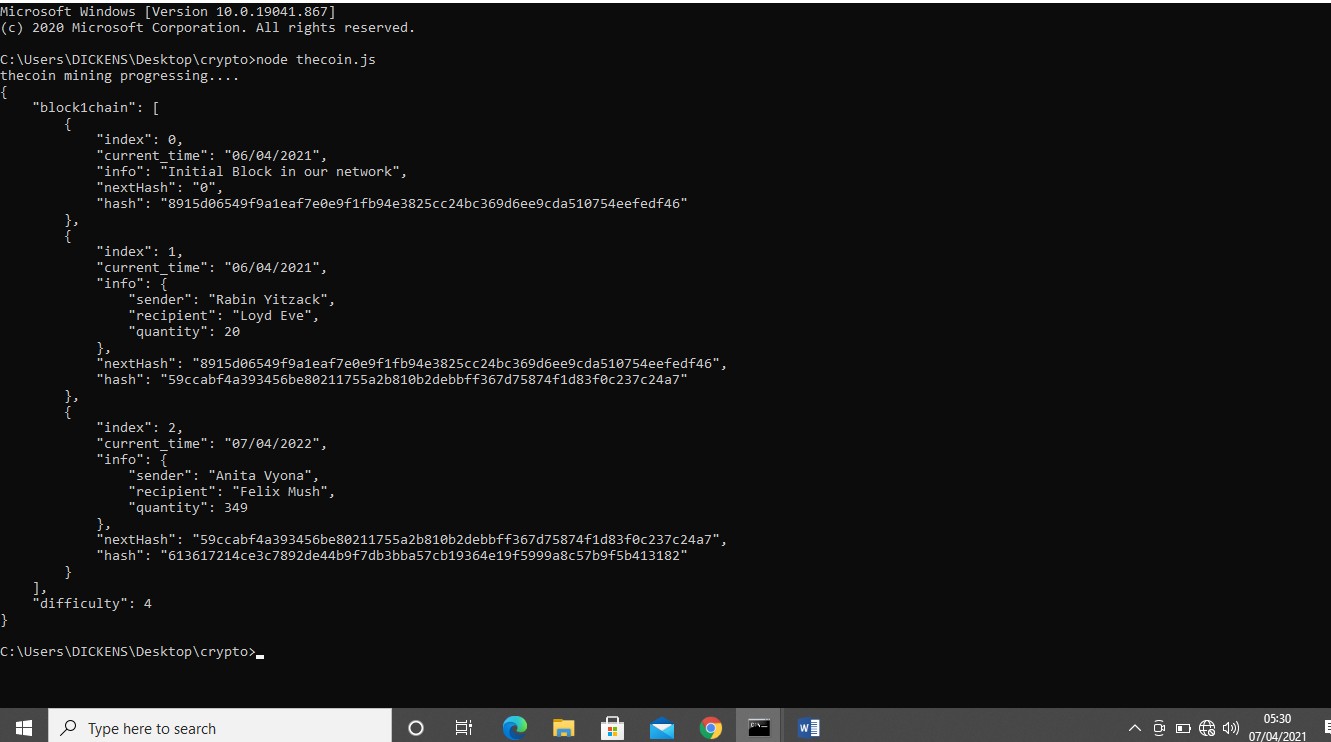 Microsoft Windows [Version 10.0.19041.867]
(c) 2020 Microsoft Corporation. All rights reserved.
C:\Users\DICKENS\Desktop\crypto>node thecoin.js
thecoin mining progressing....
{
    "block1chain": [
        {
            "index": 0,
            "current_time": "06/04/2021",
            "info": "Initial Block in our network",
            "nextHash": "0",
            "hash": "8915d06549f9a1eaf7e0e9f1fb94e3825cc24bc369d6ee9cda510754eefedf46"
        },
        {
            "index": 1,
            "current_time": "06/04/2021",
            "info": {
                "sender": "Rabin Yitzack",
                "recipient": "Loyd Eve",
                "quantity": 20
            },
            "nextHash": "8915d06549f9a1eaf7e0e9f1fb94e3825cc24bc369d6ee9cda510754eefedf46",
            "hash": "59ccabf4a393456be80211755a2b810b2debbff367d75874f1d83f0c237c24a7"
        },
        {
            "index": 2,
            "current_time": "07/04/2022",
            "info": {
                "sender": "Anita Vyona",
                "recipient": "Felix Mush",
                "quantity": 349
            },
            "nextHash": "59ccabf4a393456be80211755a2b810b2debbff367d75874f1d83f0c237c24a7",
            "hash": "613617214ce3c7892de44b9f7db3bba57cb19364e19f5999a8c57b9f5b413182"
        }
    ],
    "difficulty": 4
}
C:\Users\DICKENS\Desktop\crypto>
Type here to search
05:30
07/04/2021